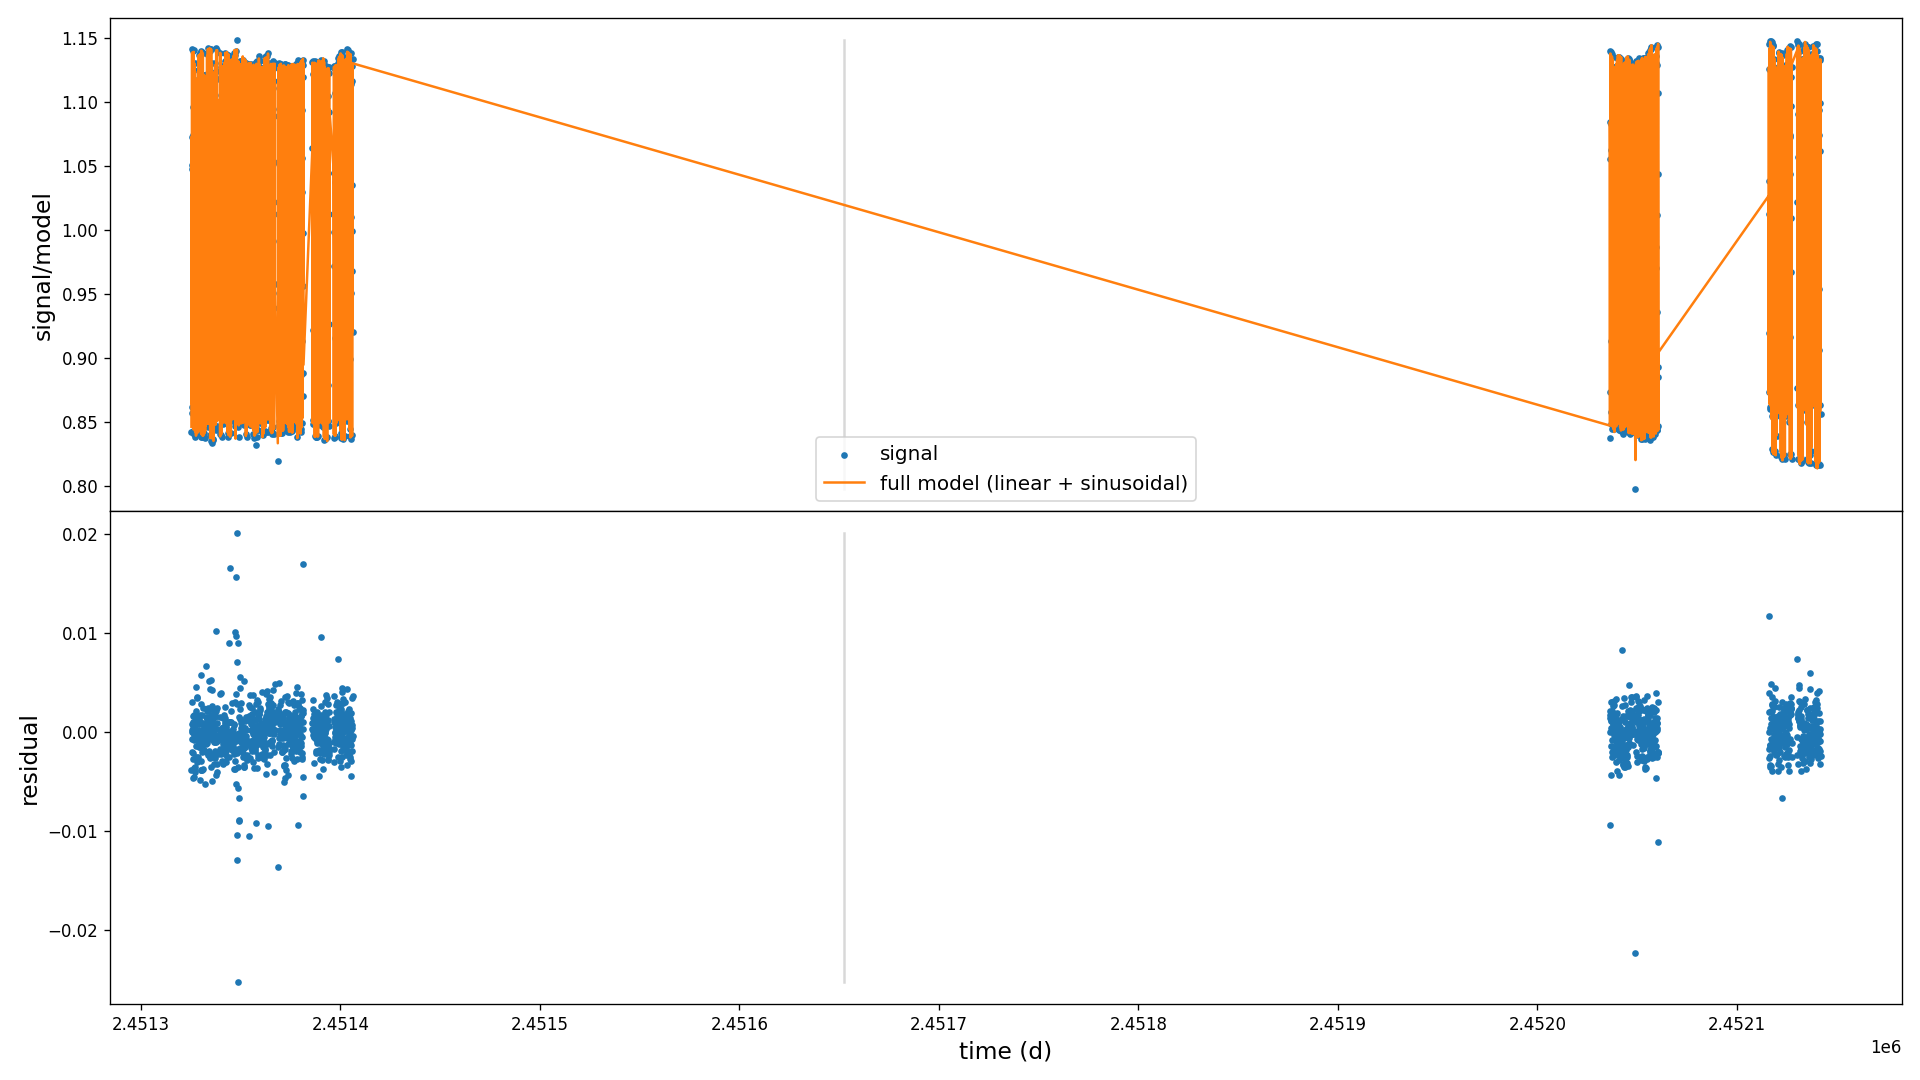 1.15
1.10
1.05
1.00
0.95
0.90
0.85
0.80
signal/model
signal
full model (linear + sinusoidal)
0.02
0.01
0.00
−0.01
−0.02
residual
2.4513 2.4514 2.4515 2.4516 2.4517 2.4518 2.4519 2.4520 2.4521
1e6
time (d)